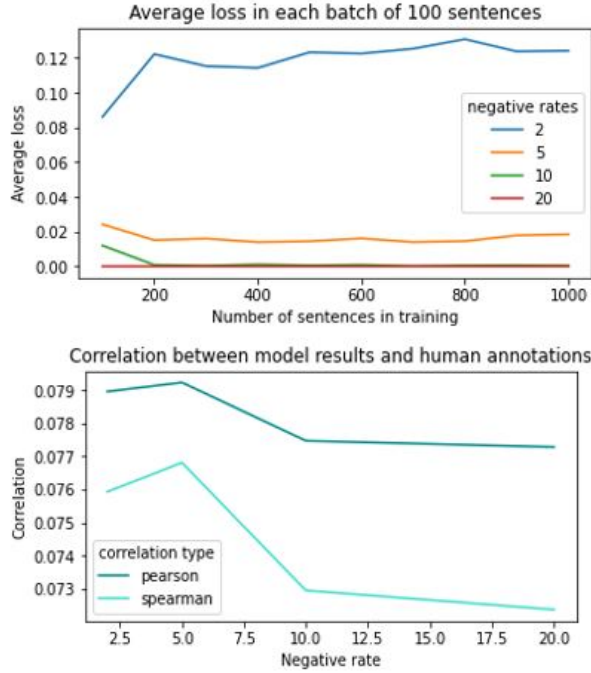 Average loss in each batch of 100 sentences
Average loss
0.12
0.10
0.08
0.06
0.04
0.02
0.00
negative rates
2
5
10
20
200 400 600 800 1000
Number of sentences in training
Correlation between model results and human annotations
Correlation
0.079
0.078
0.077
0.076
0.075
0.074
0.073
correlation type
pearson
spearman
2.5 5.0 7.5 10.0 12.5 15.0 17.5 20.0
Negative rate